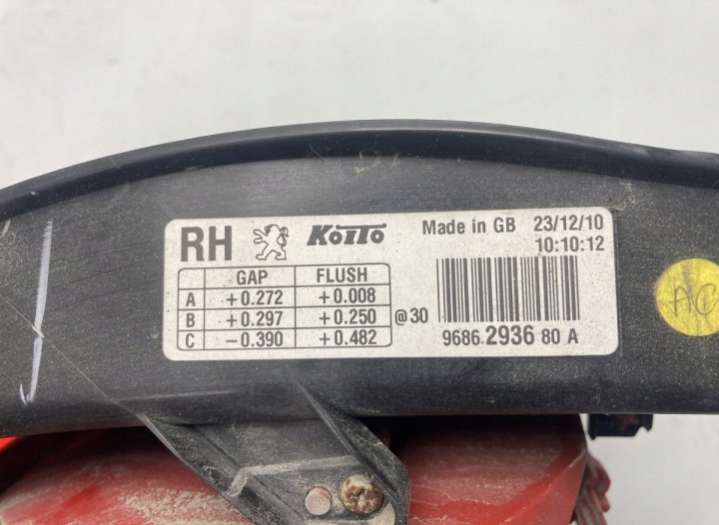 RH KOITO Made in GB 23/12/10
10:10:12
GAP FLUSH
A +0.272 +0.008
B +0.297 +0.250 @30
C -0.390 +0.482
9686 2936 80 A
AC